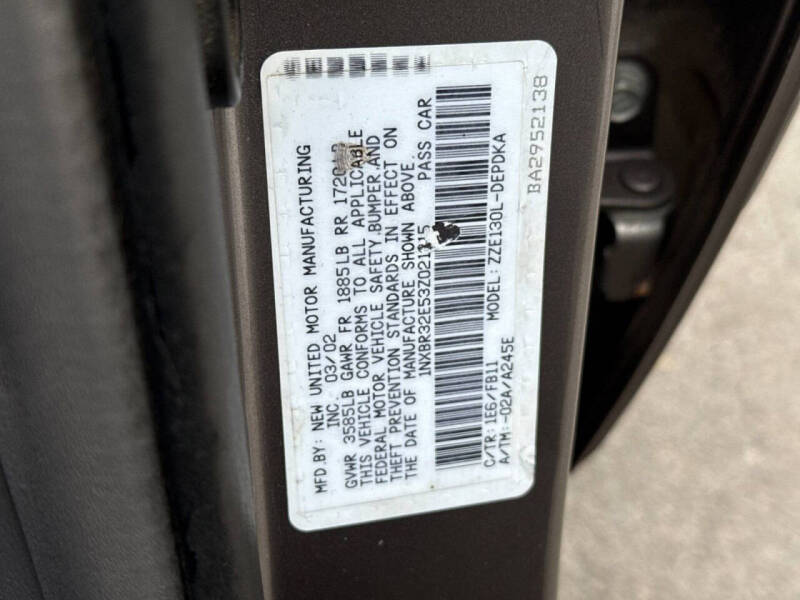 MFD.BY: NEW UNITED MOTOR MANUFACTURING
INC. 03/02
GVWR 3585LB GAWR FR 1885LB RR
THIS VEHICLE CONFORMS TO ALL APPLICABLE
FEDERAL MOTOR VEHICLE SAFETY,BUMPER,AND
THEFT PREVENTION STANDARDS IN EFFECT ON
THE DATE OF MANUFACTURE SHOWN ABOVE.
PASS CAR
C/TR:1E6/FB11 MODEL:ZZE130L-DEPDKA
A/TM:-02A/A245E
BA2952138